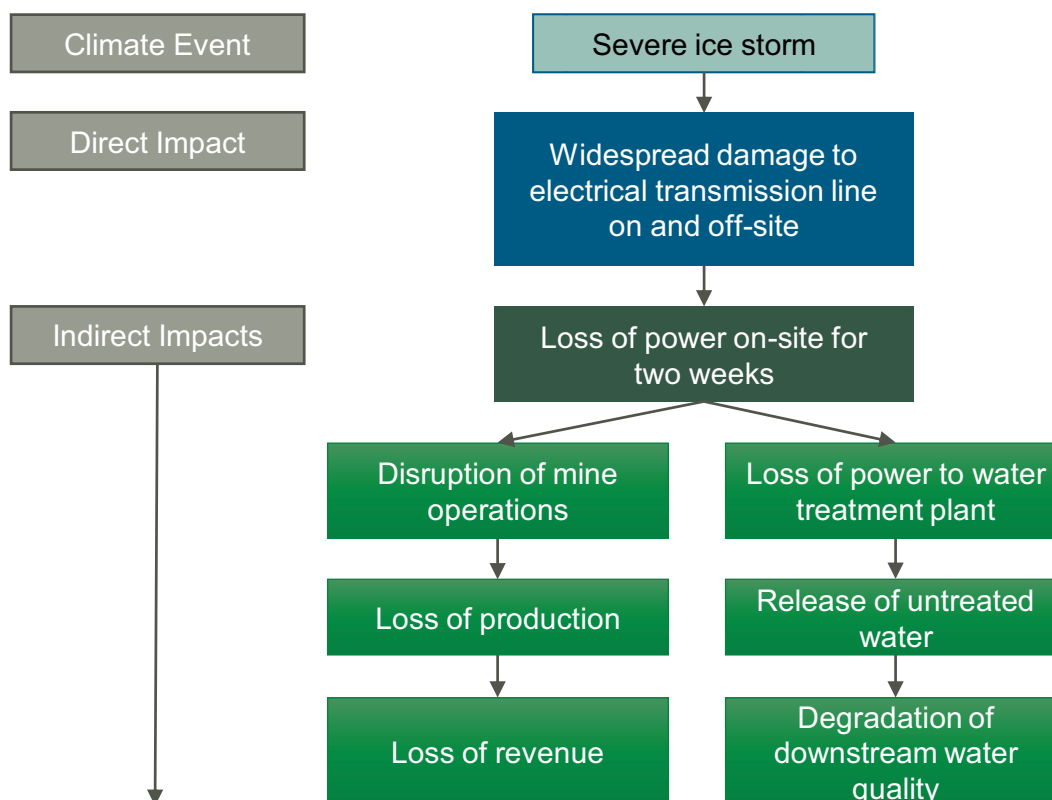 Climate Event
Severe ice storm
Direct Impact
Widespread damage to
electrical transmission line
on and off-site
Indirect Impacts
Loss of power on-site for
two weeks
Disruption of mine
operations
Loss of power to water
treatment plant
Loss of production
Release of untreated
water
Loss of revenue
Degradation of
downstream water
quality